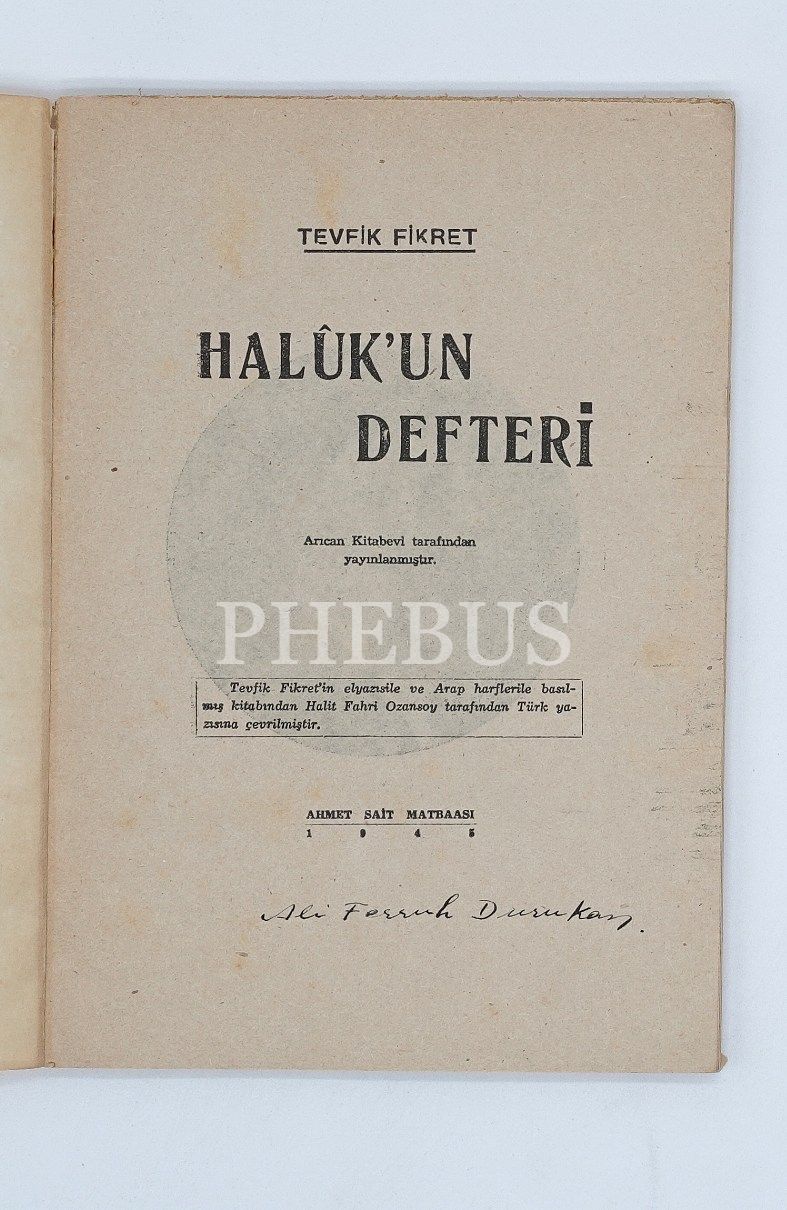 TEVFİK FİKRET
HALÛK'UN
DEFTERİ
Arıcan Kitabevi tarafından
yayınlanmıştır.
PHEBUS
Tevfik Fikret'in elyazısile ve Arap harflerile basıl-
mış kitabından Halit Fahri Ozansoy tarafından Türk ya-
zısına çevrilmiştir.
AHMET SAİT MATBAASI
1 9 4 5
Ali Ferruh Durukan.